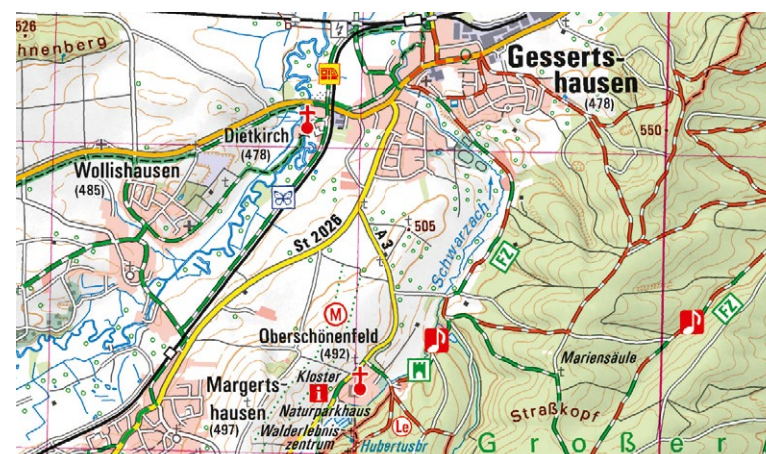 526
hnenberg
Gesserts-
hausen
(478)
Dietkirch
(478)
550
Wollishausen
(485)
505
St 2026
A 3
Schwarzach
FZ
FZ
M
Oberschönenfeld
(492)
Mariensäule
Margerts-
hausen
(497)
Kloster
i
Naturparkhaus
Walderlebnis-
zentrum
Le
Hubertusbr
Straßkopf
Großer